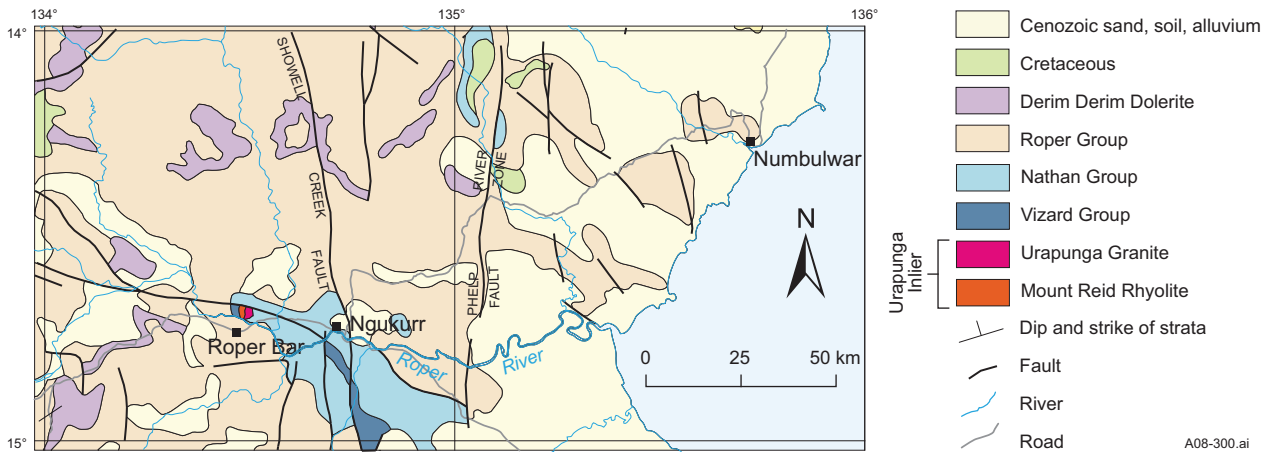 134°
135°
136°
14°
15°
SHOWELL
CREEK
FAULT
RIVER
ZONE
PHELP
FAULT
Numbulwar
Ngukurr
Roper Bar
Roper
River
N
0 25 50 km
Cenozoic sand, soil, alluvium
Cretaceous
Derim Derim Dolerite
Roper Group
Nathan Group
Vizard Group
Urapunga
Inlier
Urapunga Granite
Mount Reid Rhyolite
Dip and strike of strata
Fault
River
Road
A08-300.ai